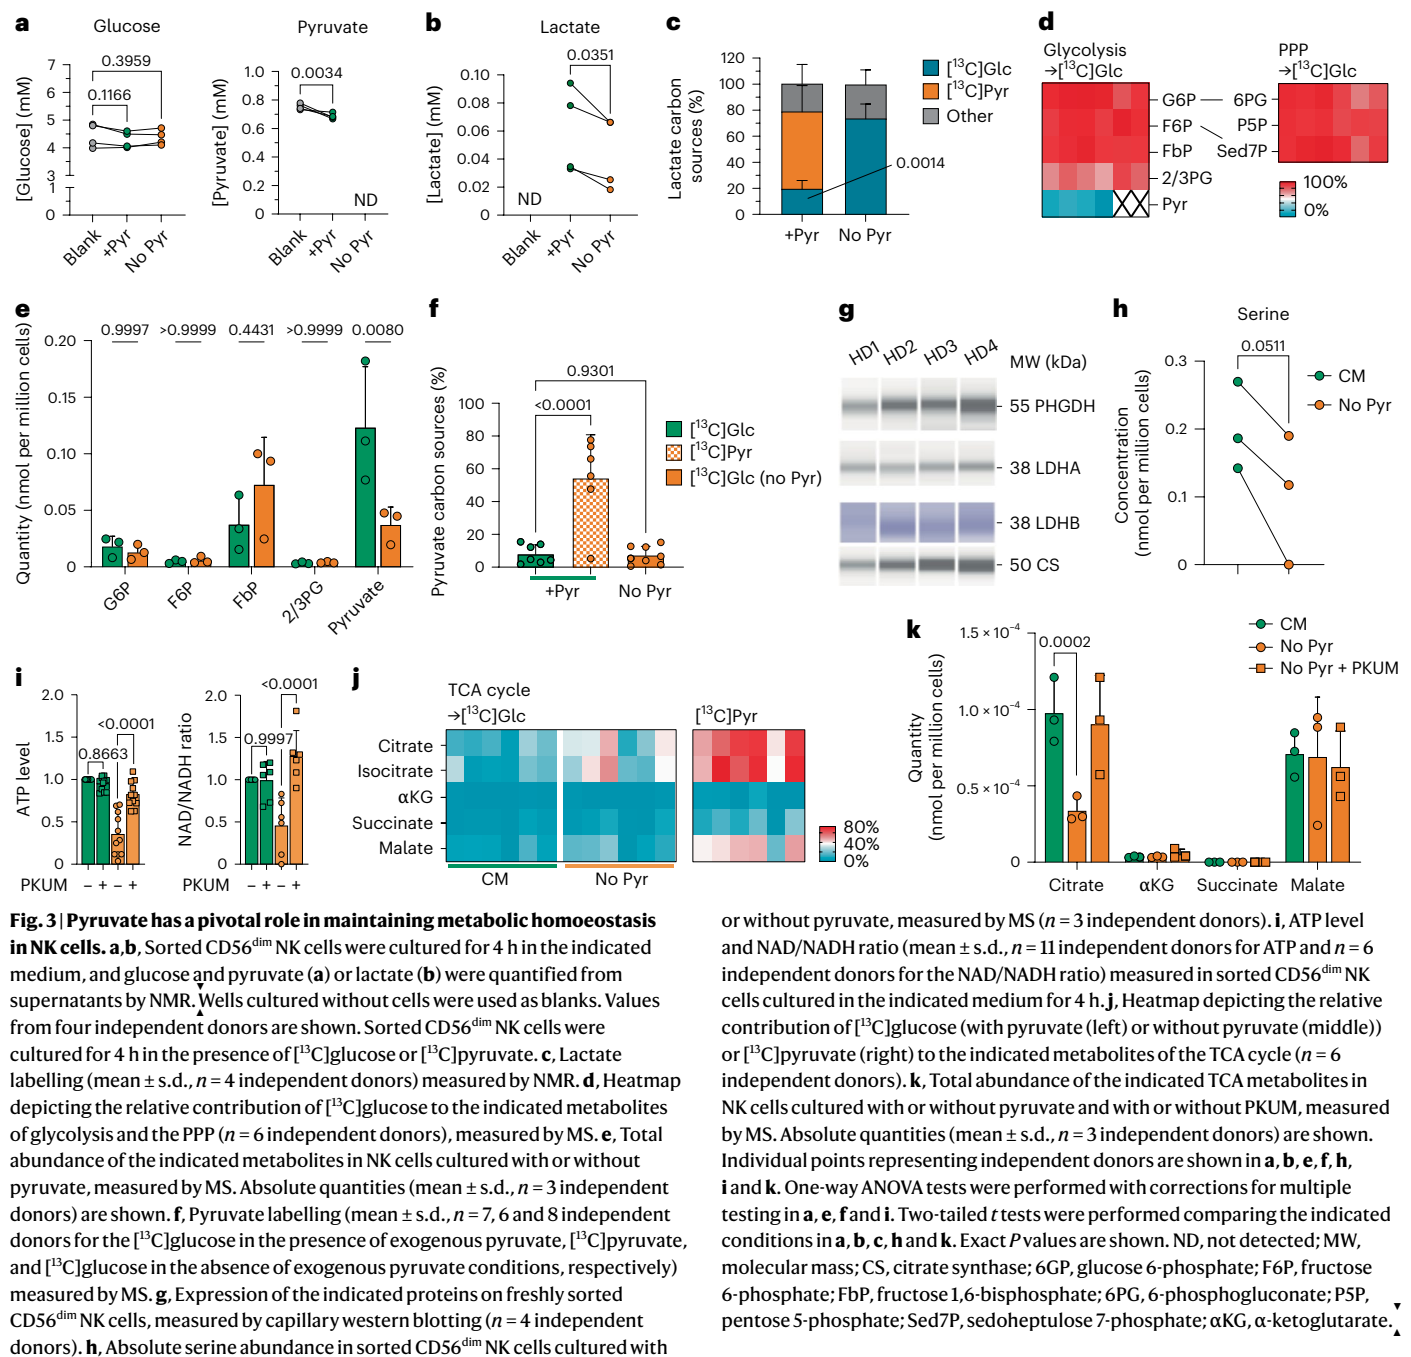 a
Glucose
Pyruvate
[Glucose] (mM)
7
6
5
4
3
1
0
0.3959
0.1166
Blank
+Pyr
No Pyr
[Pyruvate] (mM)
1.0
0.8
0.6
0.4
0.2
0
0.0034
ND
Blank
+Pyr
No Pyr
b
Lactate
[Lactate] (mM)
0.10
0.08
0.06
0.04
0.02
0
0.0351
ND
Blank
+Pyr
No Pyr
c
Lactate carbon
sources (%)
120
100
80
60
40
20
0
[13C]Glc
[13C]Pyr
Other
0.0014
+Pyr
No Pyr
d
Glycolysis
→[13C]Glc
PPP
→[13C]Glc
G6P
F6P
FbP
2/3PG
Pyr
6PG
P5P
Sed7P
100%
0%
e
Quantity (nmol per million cells)
0.20
0.15
0.10
0.05
0
0.9997
>0.9999
0.4431
>0.9999
0.0080
G6P
F6P
FbP
2/3PG
Pyruvate
f
Pyruvate carbon sources (%)
100
80
60
40
20
0
0.9301
<0.0001
+Pyr
No Pyr
[13C]Glc
[13C]Pyr
[13C]Glc (no Pyr)
g
HD1
HD2
HD3
HD4
MW (kDa)
55 PHGDH
38 LDHA
38 LDHB
50 CS
h
Serine
Concentration
(nmol per million cells)
0.3
0.2
0.1
0
0.0511
CM
No Pyr
i
ATP level
2.0
1.5
1.0
0.5
0
<0.0001
0.8663
PKUM
– + – +
NAD/NADH ratio
2.0
1.5
1.0
0.5
0
<0.0001
0.9997
PKUM
– + – +
j
TCA cycle
→[13C]Glc
[13C]Pyr
Citrate
Isocitrate
αKG
Succinate
Malate
CM
No Pyr
80%
40%
0%
k
Quantity
(nmol per million cells)
1.5 × 10⁻⁴
1.0 × 10⁻⁴
0.5 × 10⁻⁴
0
0.0002
CM
No Pyr
No Pyr + PKUM
Citrate
αKG
Succinate
Malate
Fig. 3 | Pyruvate has a pivotal role in maintaining metabolic homoeostasis
in NK cells. a,b, Sorted CD56dim NK cells were cultured for 4 h in the indicated
medium, and glucose and pyruvate (a) or lactate (b) were quantified from
supernatants by NMR. Wells cultured without cells were used as blanks. Values
from four independent donors are shown. Sorted CD56dim NK cells were
cultured for 4 h in the presence of [13C]glucose or [13C]pyruvate. c, Lactate
labelling (mean ± s.d., n = 4 independent donors) measured by NMR. d, Heatmap
depicting the relative contribution of [13C]glucose to the indicated metabolites
of glycolysis and the PPP (n = 6 independent donors), measured by MS. e, Total
abundance of the indicated metabolites in NK cells cultured with or without
pyruvate, measured by MS. Absolute quantities (mean ± s.d., n = 3 independent
donors) are shown. f, Pyruvate labelling (mean ± s.d., n = 7, 6 and 8 independent
donors for the [13C]glucose in the presence of exogenous pyruvate, [13C]pyruvate,
and [13C]glucose in the absence of exogenous pyruvate conditions, respectively)
measured by MS. g, Expression of the indicated proteins on freshly sorted
CD56dim NK cells, measured by capillary western blotting (n = 4 independent
donors). h, Absolute serine abundance in sorted CD56dim NK cells cultured with
or without pyruvate, measured by MS (n = 3 independent donors). i, ATP level
and NAD/NADH ratio (mean ± s.d., n = 11 independent donors for ATP and n = 6
independent donors for the NAD/NADH ratio) measured in sorted CD56dim NK
cells cultured in the indicated medium for 4 h. j, Heatmap depicting the relative
contribution of [13C]glucose (with pyruvate (left) or without pyruvate (middle))
or [13C]pyruvate (right) to the indicated metabolites of the TCA cycle (n = 6
independent donors). k, Total abundance of the indicated TCA metabolites in
NK cells cultured with or without pyruvate and with or without PKUM, measured
by MS. Absolute quantities (mean ± s.d., n = 3 independent donors) are shown.
Individual points representing independent donors are shown in a, b, e, f, h,
i and k. One-way ANOVA tests were performed with corrections for multiple
testing in a, e, f and i. Two-tailed t tests were performed comparing the indicated
conditions in a, b, c, h and k. Exact P values are shown. ND, not detected; MW,
molecular mass; CS, citrate synthase; 6GP, glucose 6-phosphate; F6P, fructose
6-phosphate; FbP, fructose 1,6-bisphosphate; 6PG, 6-phosphogluconate; P5P,
pentose 5-phosphate; Sed7P, sedoheptulose 7-phosphate; αKG, α-ketoglutarate.